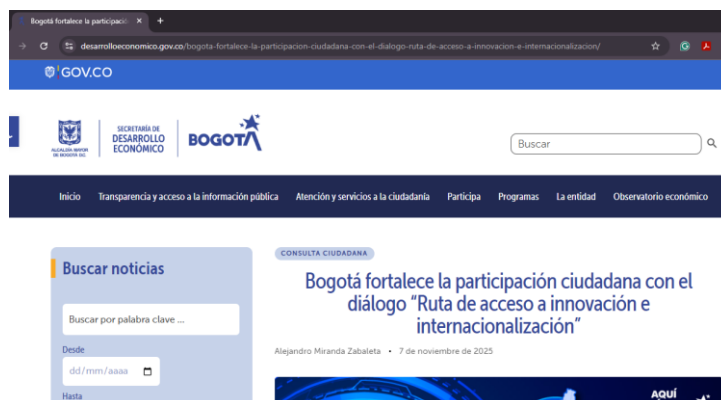 Bogotá fortalece la participació
desarrolloeconomico.gov.co/bogota-fortalece-la-participacion-ciudadana-con-el-dialogo-ruta-de-acceso-a-innovacion-e-internacionalizacion/
GOV.CO
ALCALDÍA MAYOR
DE BOGOTÁ D.C.
SECRETARÍA DE
DESARROLLO
ECONÓMICO
BOGOTÁ
Buscar
Inicio Transparencia y acceso a la información pública Atención y servicios a la ciudadanía Participa Programas La entidad Observatorio económico
Buscar noticias
Buscar por palabra clave ...
Desde
dd/mm/aaaa
Hasta
CONSULTA CIUDADANA
Bogotá fortalece la participación ciudadana con el
diálogo “Ruta de acceso a innovación e
internacionalización”
Alejandro Miranda Zabaleta • 7 de noviembre de 2025
AQUÍ